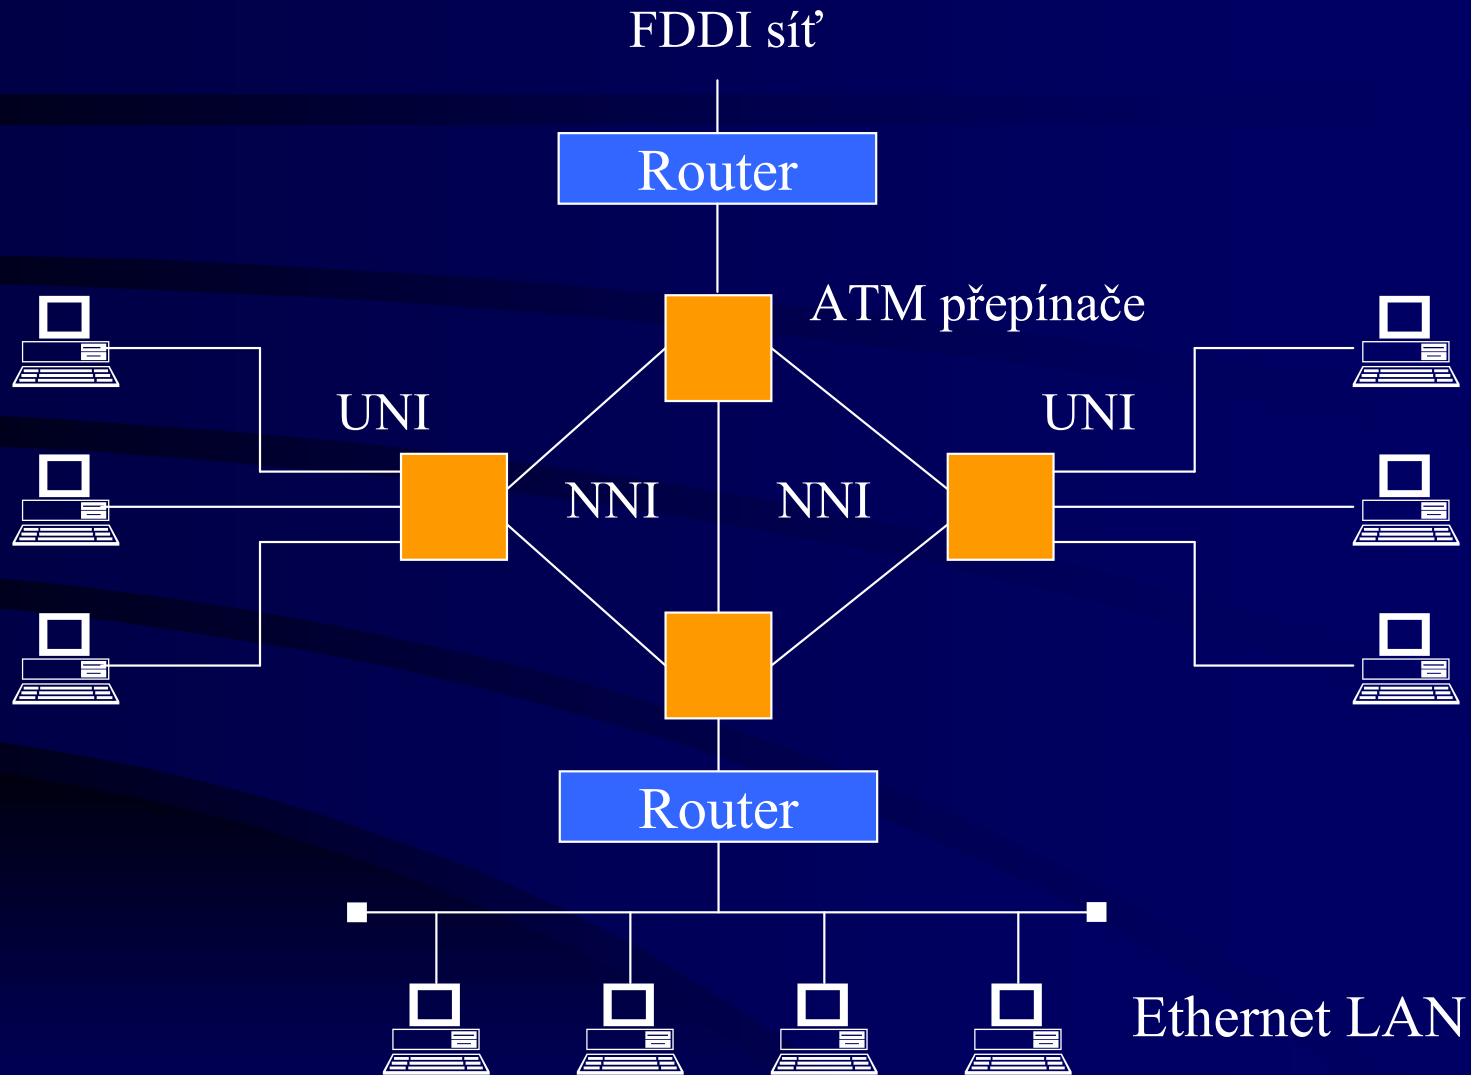 FDDI síť
Router
ATM přepínače
UNI
UNI
NNI
NNI
Router
Ethernet LAN